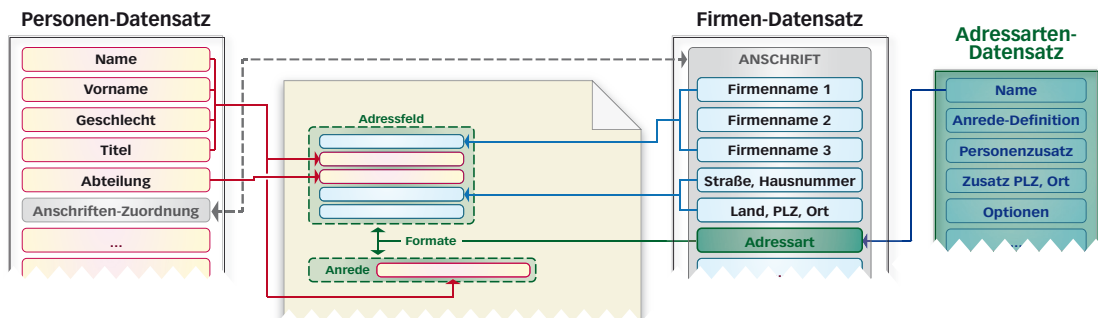 Personen-Datensatz
Name
Vorname
Geschlecht
Titel
Abteilung
Anschriften-Zuordnung
...
Adressfeld
Formate
Anrede
Firmen-Datensatz
ANSCHRIFT
Firmenname 1
Firmenname 2
Firmenname 3
Straße, Hausnummer
Land, PLZ, Ort
Adressart
Adressarten-
Datensatz
Name
Anrede-Definition
Personenzusatz
Zusatz PLZ, Ort
Optionen
...